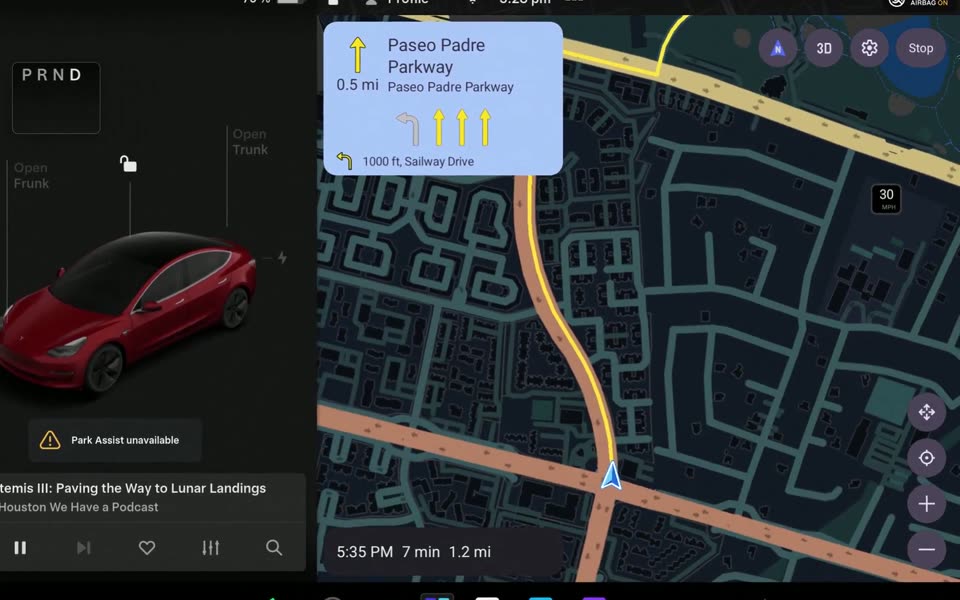 Profile
AIRBAG ON
P R N D
Open
Frunk
Open
Trunk
Park Assist unavailable
temis III: Paving the Way to Lunar Landings
Houston We Have a Podcast
Paseo Padre
Parkway
0.5 mi
Paseo Padre Parkway
1000 ft, Sailway Drive
N
3D
Stop
30
MPH
5:35 PM 7 min 1.2 mi